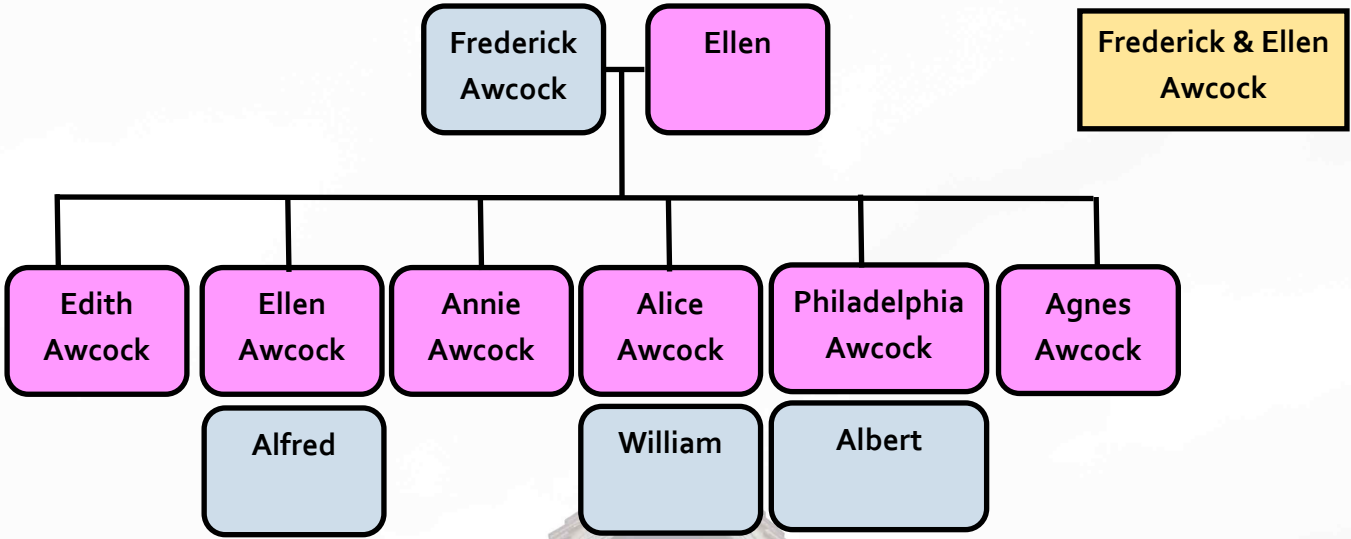 Frederick
Awcock
Ellen
Frederick & Ellen
Awcock
Edith
Awcock
Ellen
Awcock
Annie
Awcock
Alice
Awcock
Philadelphia
Awcock
Agnes
Awcock
Alfred
William
Albert